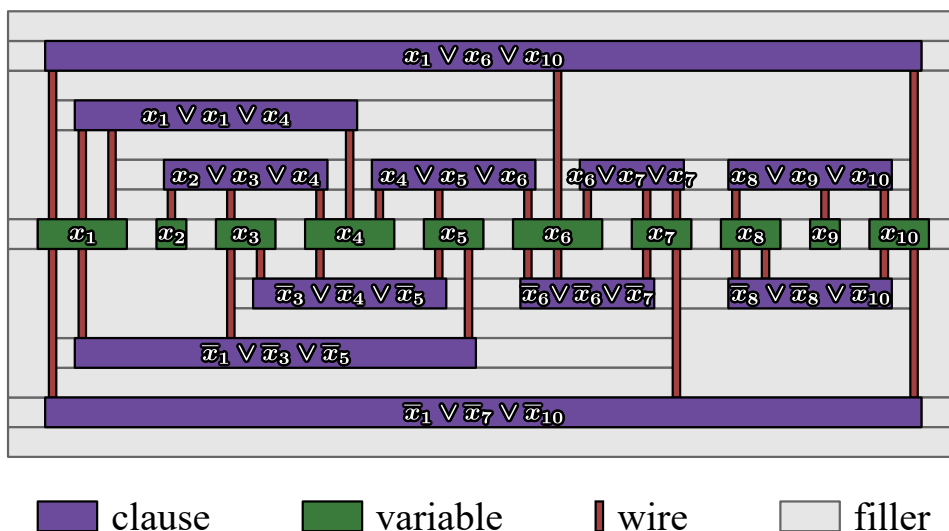 x₁ ∨ x₆ ∨ x₁₀
x₁ ∨ x₁ ∨ x₄
x₂ ∨ x₃ ∨ x₄ x₄ ∨ x₅ ∨ x₆ x₆ ∨ x₇ ∨ x₇ x₈ ∨ x₉ ∨ x₁₀
x₁ x₂ x₃ x₄ x₅ x₆ x₇ x₈ x₉ x₁₀
x̅₃ ∨ x̅₄ ∨ x̅₅ x̅₆ ∨ x̅₆ ∨ x̅₇ x̅₈ ∨ x̅₈ ∨ x̅₁₀
x̅₁ ∨ x̅₃ ∨ x̅₅
x̅₁ ∨ x̅₇ ∨ x̅₁₀
clause variable wire filler